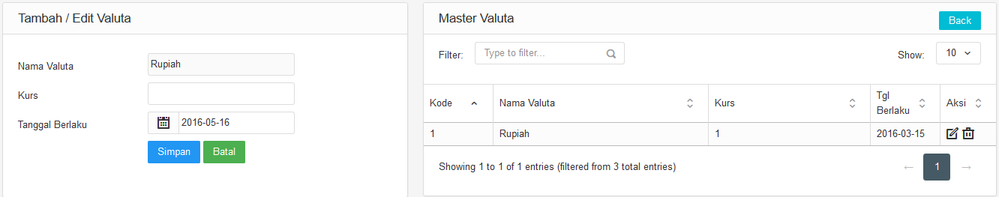 Tambah / Edit Valuta
Nama Valuta
Rupiah
Kurs
Tanggal Berlaku
2016-05-16
Simpan
Batal
Master Valuta
Back
Filter:
Type to filter...
Show:
10
Kode
Nama Valuta
Kurs
Tgl
Berlaku
Aksi
1
Rupiah
1
2016-03-15
Showing 1 to 1 of 1 entries (filtered from 3 total entries)
← 1 →